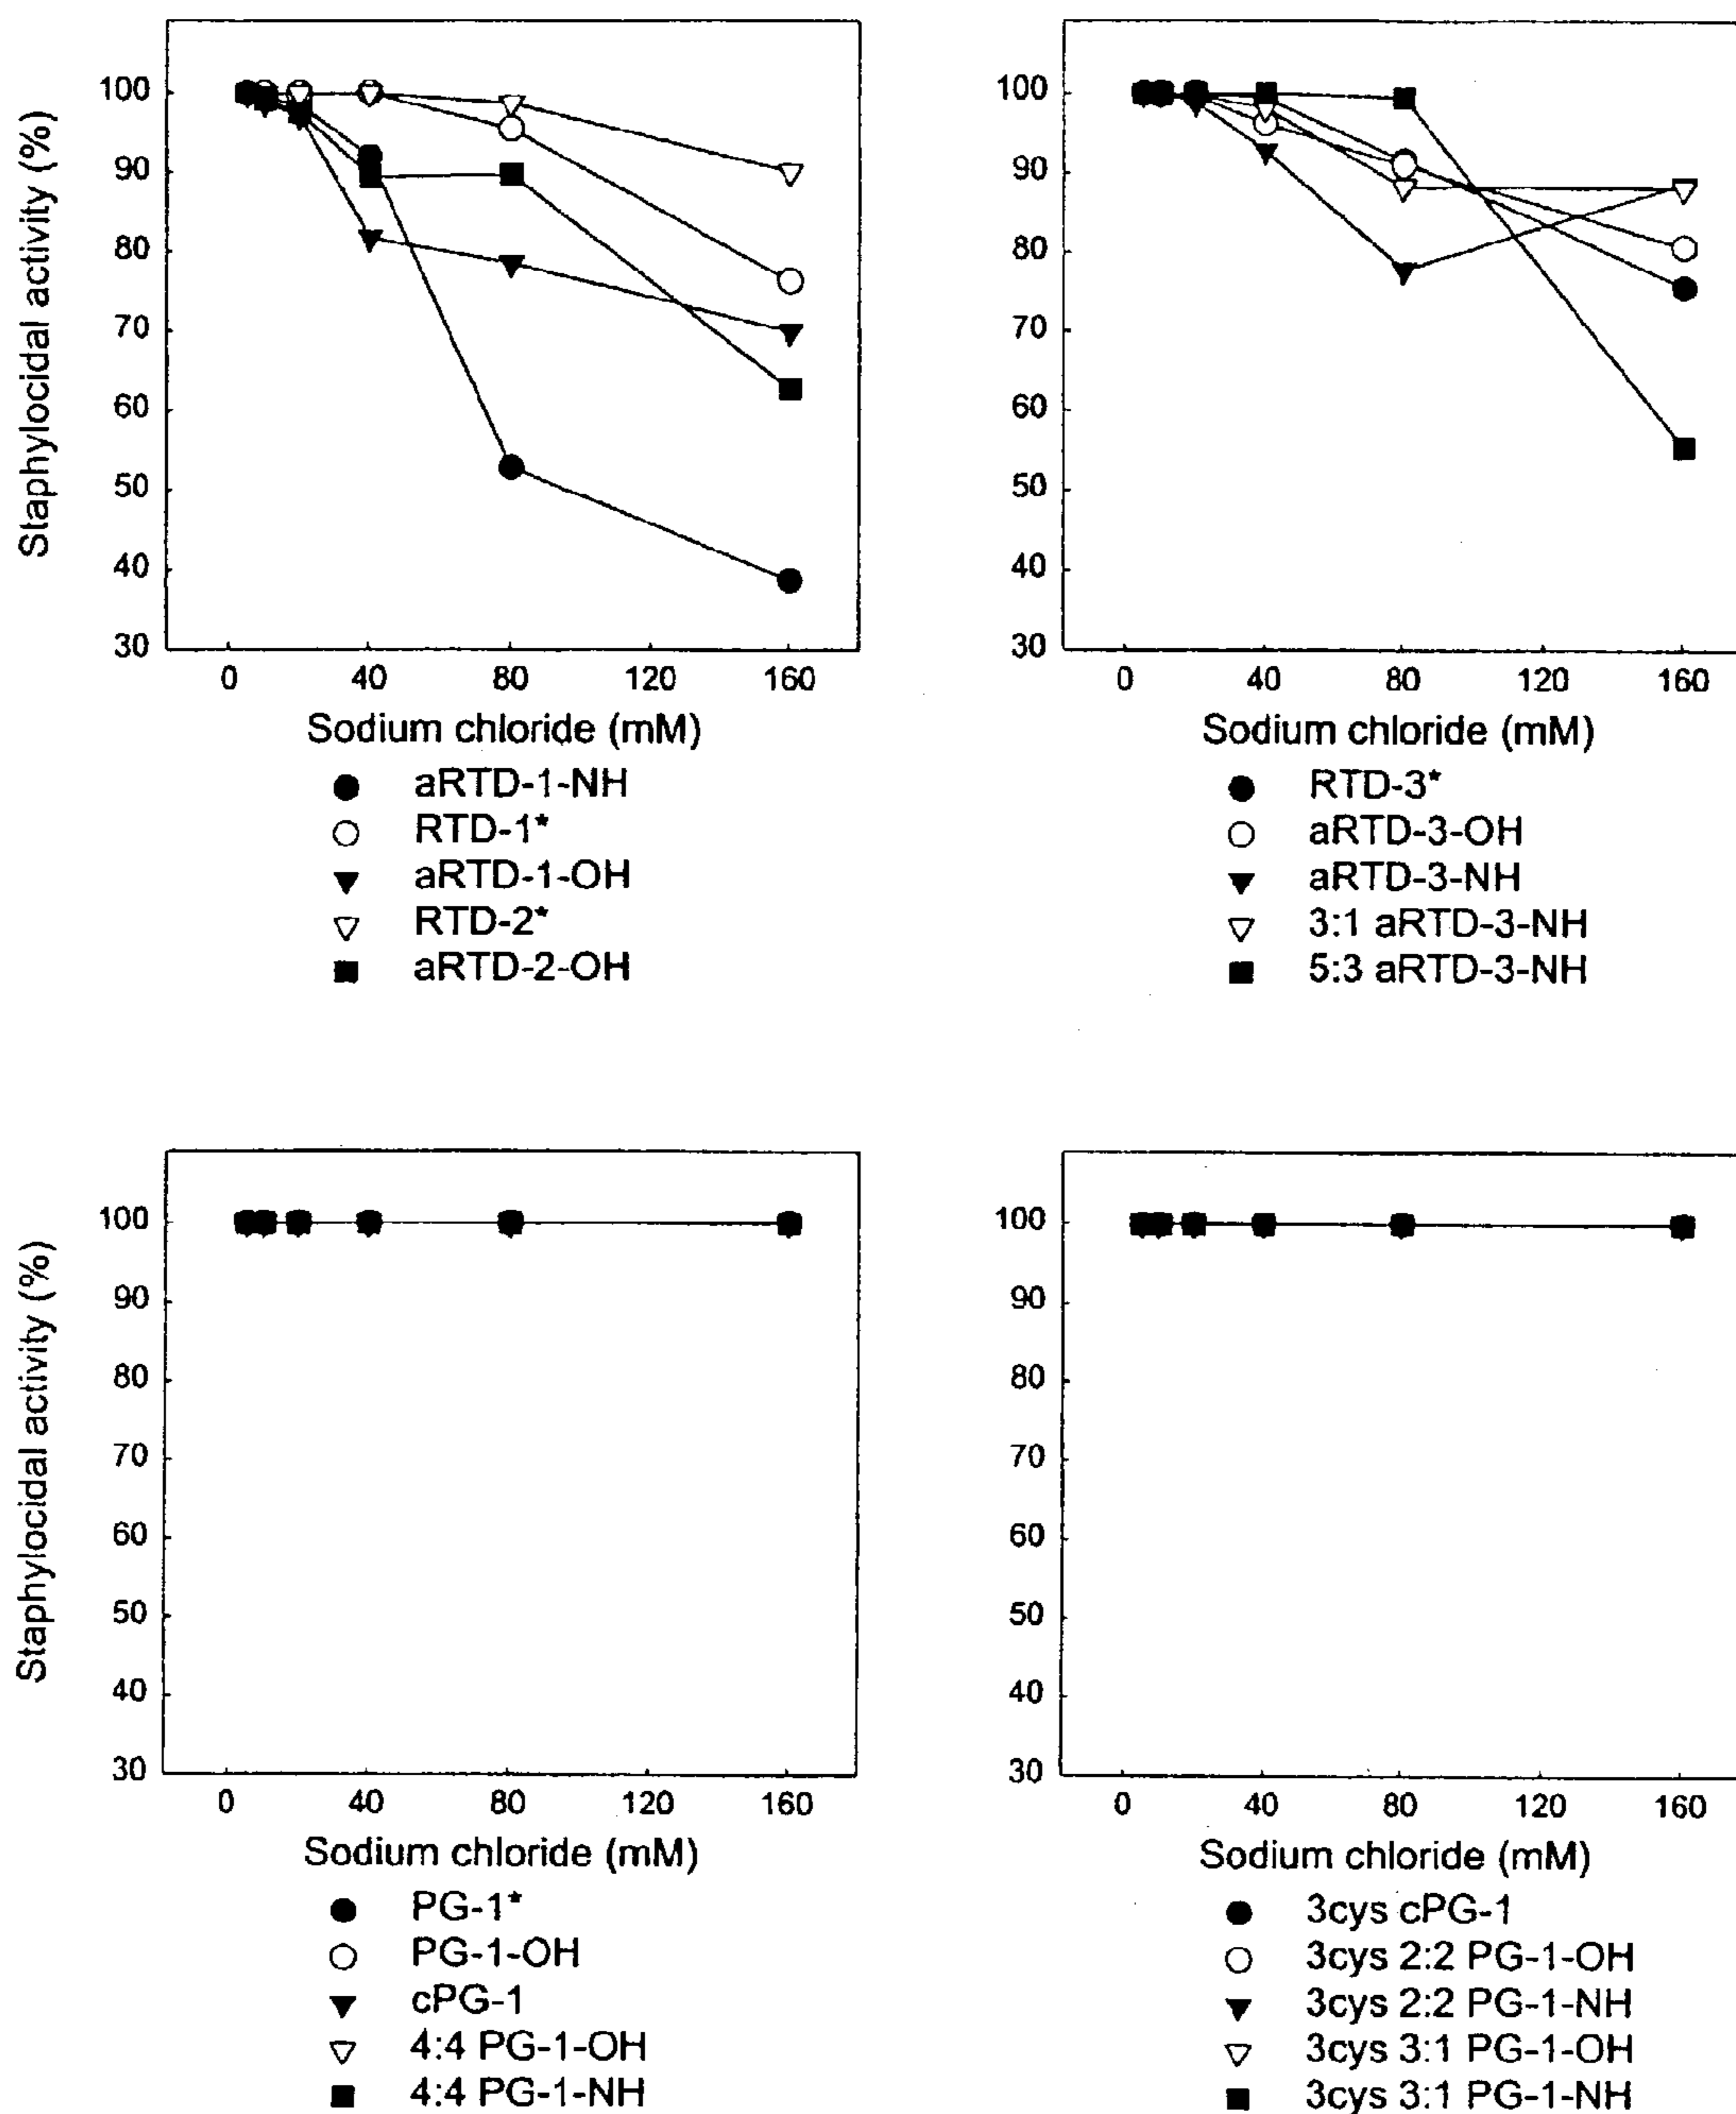 Staphylocidal activity (%)
100
90
80
70
60
50
40
30
0 40 80 120 160
Sodium chloride (mM)
● aRTD-1-NH
○ RTD-1*
▼ aRTD-1-OH
▽ RTD-2*
■ aRTD-2-OH
100
90
80
70
60
50
40
30
0 40 80 120 160
Sodium chloride (mM)
● RTD-3*
○ aRTD-3-OH
▼ aRTD-3-NH
▽ 3:1 aRTD-3-NH
■ 5:3 aRTD-3-NH
Staphylocidal activity (%)
100
90
80
70
60
50
40
30
0 40 80 120 160
Sodium chloride (mM)
● PG-1*
○ PG-1-OH
▼ cPG-1
▽ 4:4 PG-1-OH
■ 4:4 PG-1-NH
100
90
80
70
60
50
40
30
0 40 80 120 160
Sodium chloride (mM)
● 3cys cPG-1
○ 3cys 2:2 PG-1-OH
▼ 3cys 2:2 PG-1-NH
▽ 3cys 3:1 PG-1-OH
■ 3cys 3:1 PG-1-NH